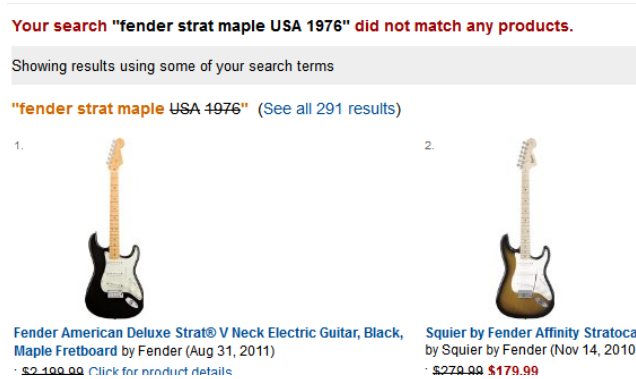 Your search "fender strat maple USA 1976" did not match any products.
Showing results using some of your search terms
"fender strat maple USA 1976" (See all 291 results)
1.
2.
Fender American Deluxe Strat® V Neck Electric Guitar, Black,
Maple Fretboard by Fender (Aug 31, 2011)
: $2,199.99 Click for product details
Squier by Fender Affinity Stratoca
by Squier by Fender (Nov 14, 2010
: $279.99 $179.99